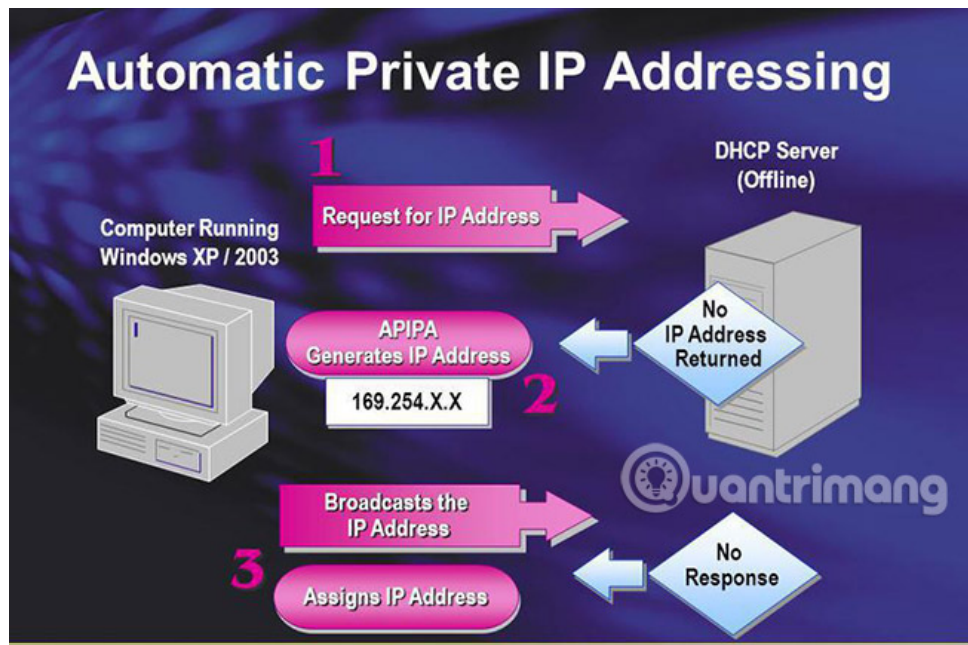 Automatic Private IP Addressing
1
Request for IP Address
DHCP Server
(Offline)
Computer Running
Windows XP / 2003
No
IP Address
Returned
APIPA
Generates IP Address
169.254.X.X
2
Quantrimang
Broadcasts the
IP Address
3
No
Response
Assigns IP Address